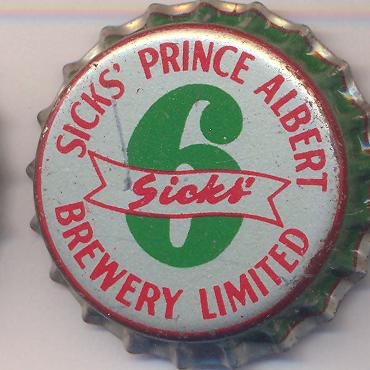 SICKS' PRINCE ALBERT
6
Sicks'
BREWERY LIMITED